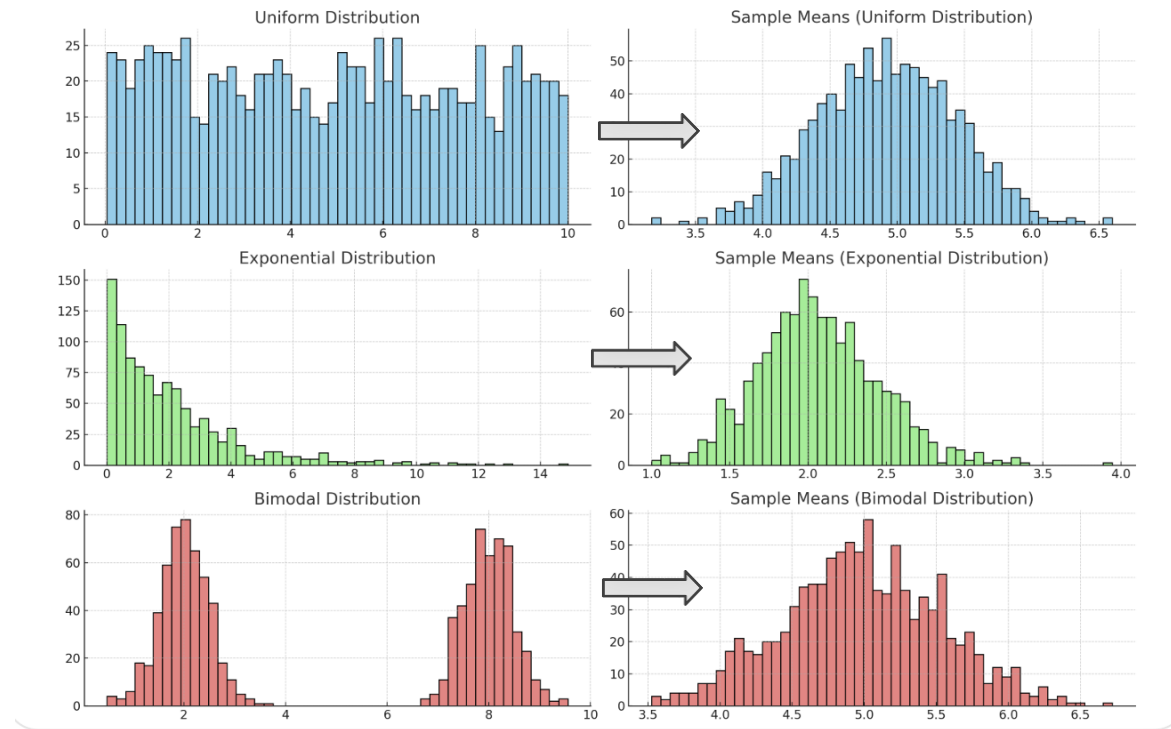 Uniform Distribution
25
20
15
10
5
0
0 2 4 6 8 10
Sample Means (Uniform Distribution)
50
40
20
10
0
3.5 4.0 4.5 5.0 5.5 6.0 6.5
Exponential Distribution
150
125
100
75
50
25
0
0 2 4 6 8 10 12 14
Sample Means (Exponential Distribution)
60
20
0
1.0 1.5 2.0 2.5 3.0 3.5 4.0
Bimodal Distribution
80
60
40
20
0
2 4 6 8 10
Sample Means (Bimodal Distribution)
60
50
40
30
20
10
0
3.5 4.0 4.5 5.0 5.5 6.0 6.5